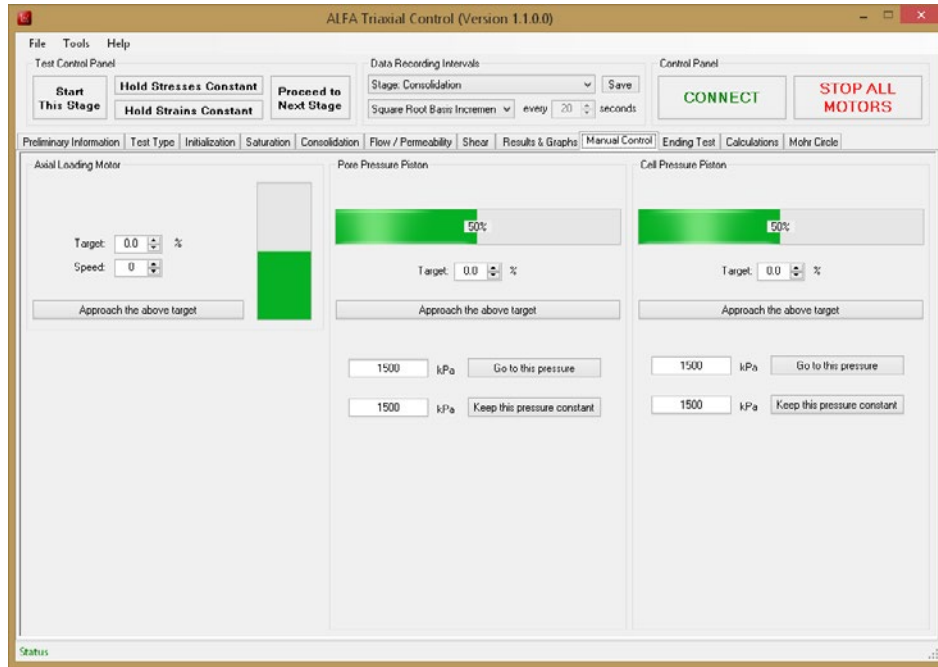 ALFA Triaxial Control (Version 1.1.0.0)
File Tools Help
Test Control Panel
Start This Stage
Hold Stresses Constant
Hold Strains Constant
Proceed to Next Stage
Data Recording Intervals
Stage: Consolidation
Save
Square Root Basis Incremen
every 20 seconds
Control Panel
CONNECT
STOP ALL MOTORS
Preliminary Information Test Type Initialization Saturation Consolidation Flow / Permeability Shear Results & Graphs Manual Control Ending Test Calculations Mohr Circle
Axial Loading Motor
Target: 0.0 %
Speed: 0
Approach the above target
Pore Pressure Piston
50%
Target: 0.0 %
Approach the above target
1500 kPa Go to this pressure
1500 kPa Keep this pressure constant
Cell Pressure Piston
50%
Target: 0.0 %
Approach the above target
1500 kPa Go to this pressure
1500 kPa Keep this pressure constant
Status